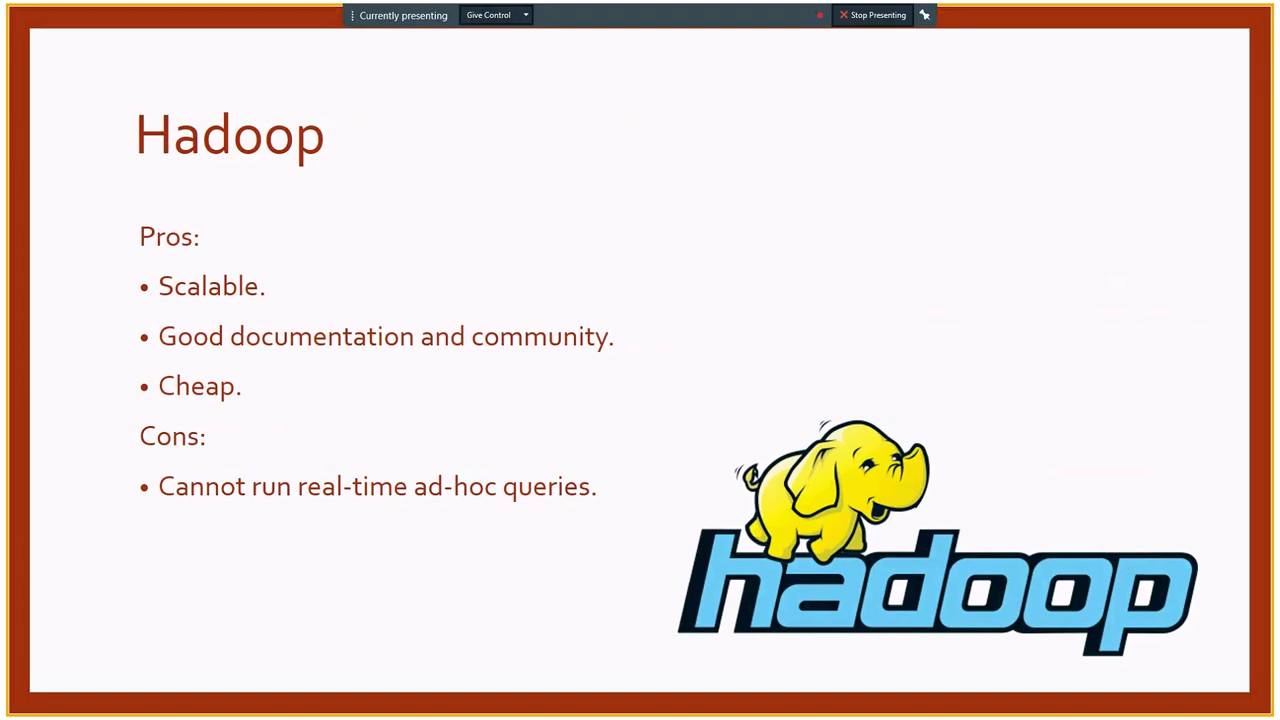 Currently presenting Give Control Stop Presenting
Hadoop
Pros:
• Scalable.
• Good documentation and community.
• Cheap.
Cons:
• Cannot run real-time ad-hoc queries.
hadoop